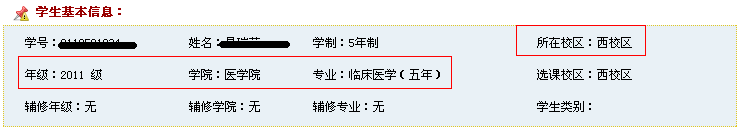 学生基本信息：
学号： 姓名： 学制：5年制 所在校区：西校区
年级：2011 级 学院：医学院 专业：临床医学（五年） 选课校区：西校区
辅修年级：无 辅修学院：无 辅修专业：无 学生类别：